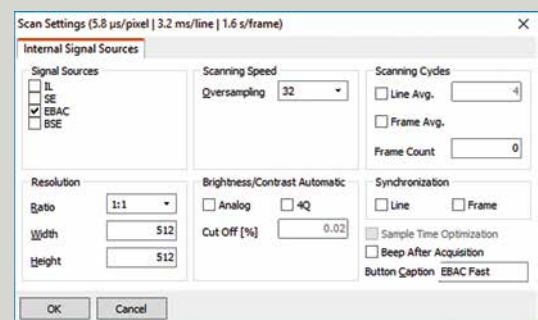 Scan Settings (5.8 µs/pixel | 3.2 ms/line | 1.6 s/frame)
Internal Signal Sources
Signal Sources
IL
SE
EBAC
BSE
Scanning Speed
Oversampling 32
Scanning Cycles
Line Avg. 4
Frame Avg.
Frame Count 0
Resolution
Ratio 1:1
Width 512
Height 512
Brightness/Contrast Automatic
Analog 4Q
Cut Off [%] 0.02
Synchronization
Line Frame
Sample Time Optimization
Beep After Acquisition
Button Caption EBAC Fast
OK Cancel